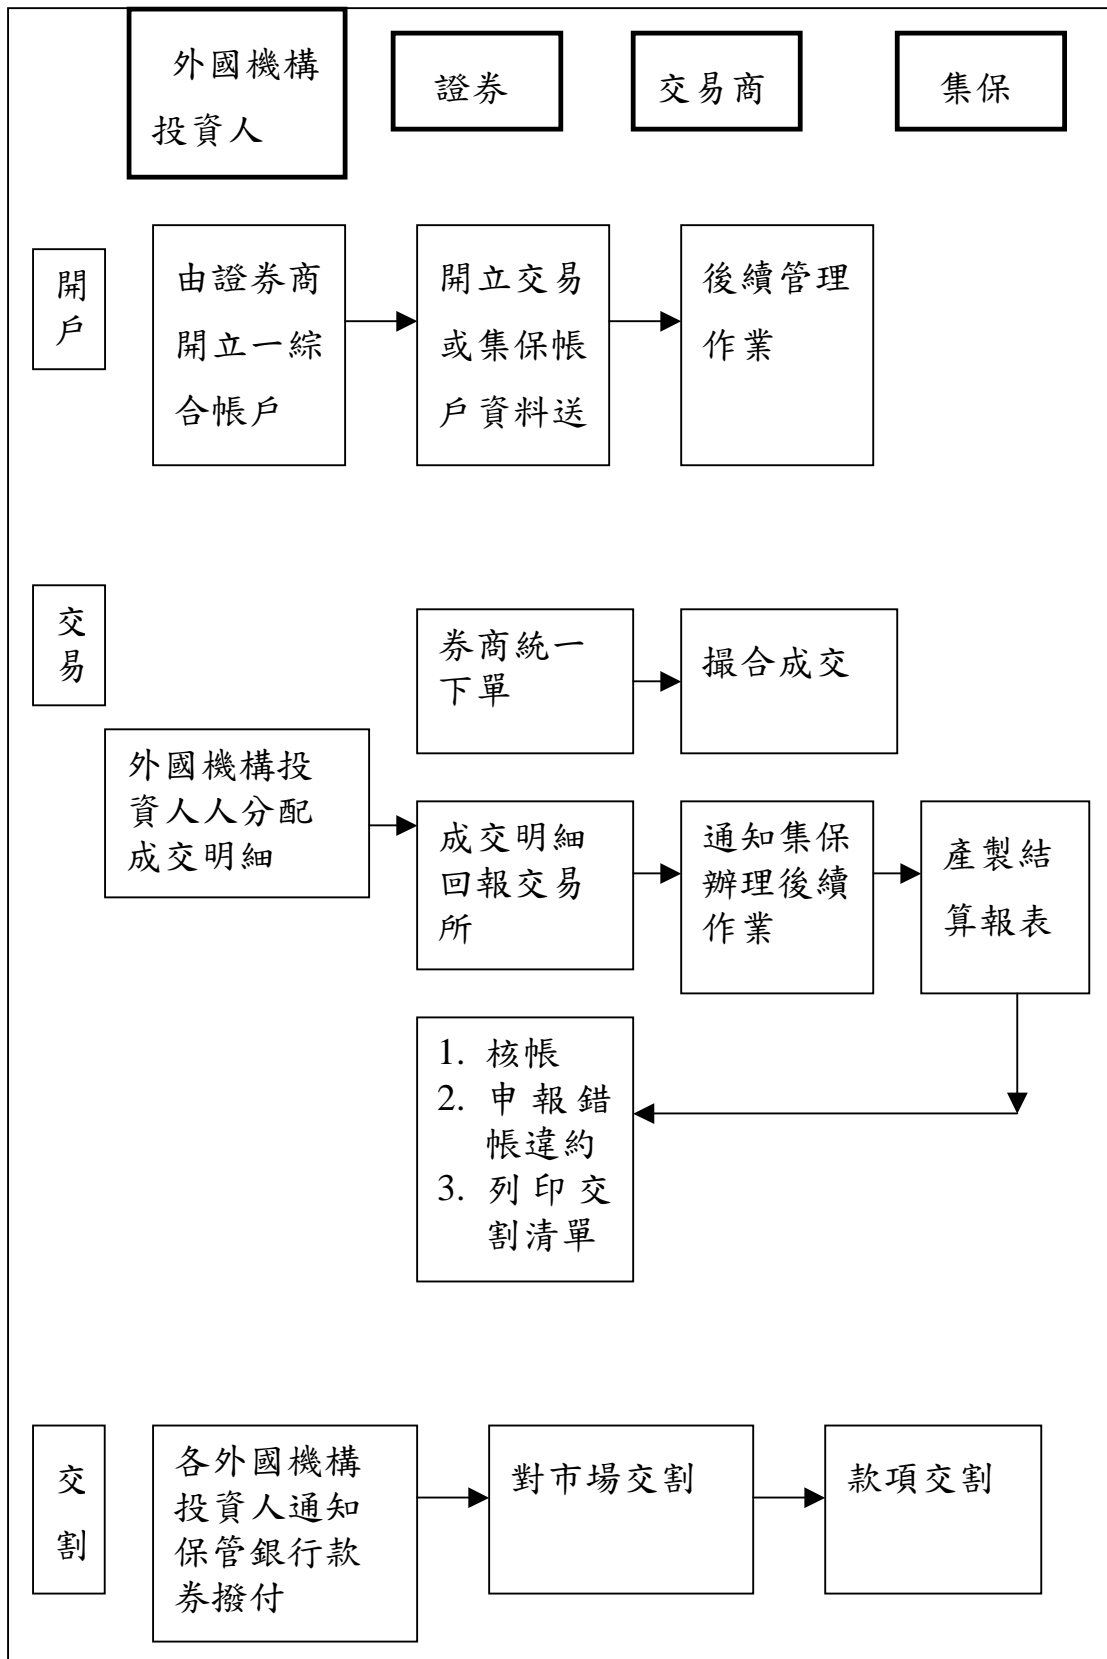 外國機構
投資人
證券
交易商
集保
開
戶
由證券商
開立一綜
合帳戶
開立交易
或集保帳
戶資料送
後續管理
作業
交
易
券商統一
下單
撮合成交
外國機構投
資人人分配
成交明細
成交明細
回報交易
所
通知集保
辦理後續
作業
產製結
算報表
1. 核帳
2. 申報錯
帳違約
3. 列印交
割清單
交
割
各外國機構
投資人通知
保管銀行款
券撥付
對市場交割
款項交割